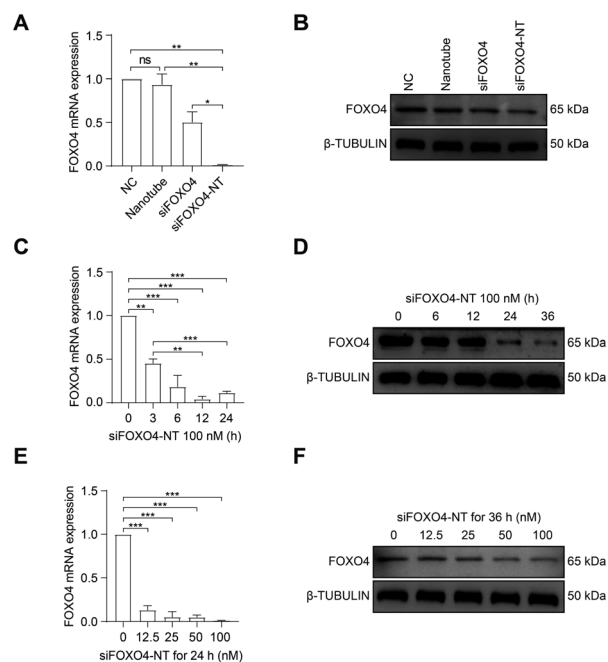 A
FOXO4 mRNA expression
1.5
1.0
0.5
0.0
**
ns
**
*
NC
Nanotube
siFOXO4
siFOXO4-NT
B
NC
Nanotube
siFOXO4
siFOXO4-NT
FOXO4 65 kDa
β-TUBULIN 50 kDa
C
FOXO4 mRNA expression
1.5
1.0
0.5
0.0
***
***
***
**
***
**
0 3 6 12 24
siFOXO4-NT 100 nM (h)
D
siFOXO4-NT 100 nM (h)
0 6 12 24 36
FOXO4 65 kDa
β-TUBULIN 50 kDa
E
FOXO4 mRNA expression
1.5
1.0
0.5
0.0
***
***
***
***
0 12.5 25 50 100
siFOXO4-NT for 24 h (nM)
F
siFOXO4-NT for 36 h (nM)
0 12.5 25 50 100
FOXO4 65 kDa
β-TUBULIN 50 kDa